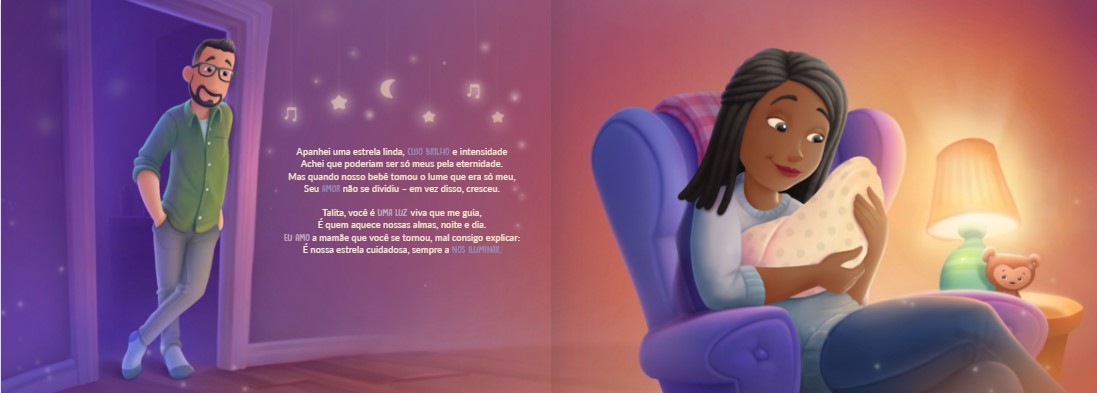 Apanhei uma estrela linda, CUJO BRILHO e intensidade
Achei que poderiam ser só meus pela eternidade.
Mas quando nosso bebê tomou o lume que era só meu,
Seu AMOR não se dividiu – em vez disso, cresceu.
Talita, você é UMA LUZ viva que me guia,
É quem aquece nossas almas, noite e dia.
EU AMO a mamãe que você se tornou, mal consigo explicar:
É nossa estrela cuidadosa, sempre a NOS ILUMINAR.